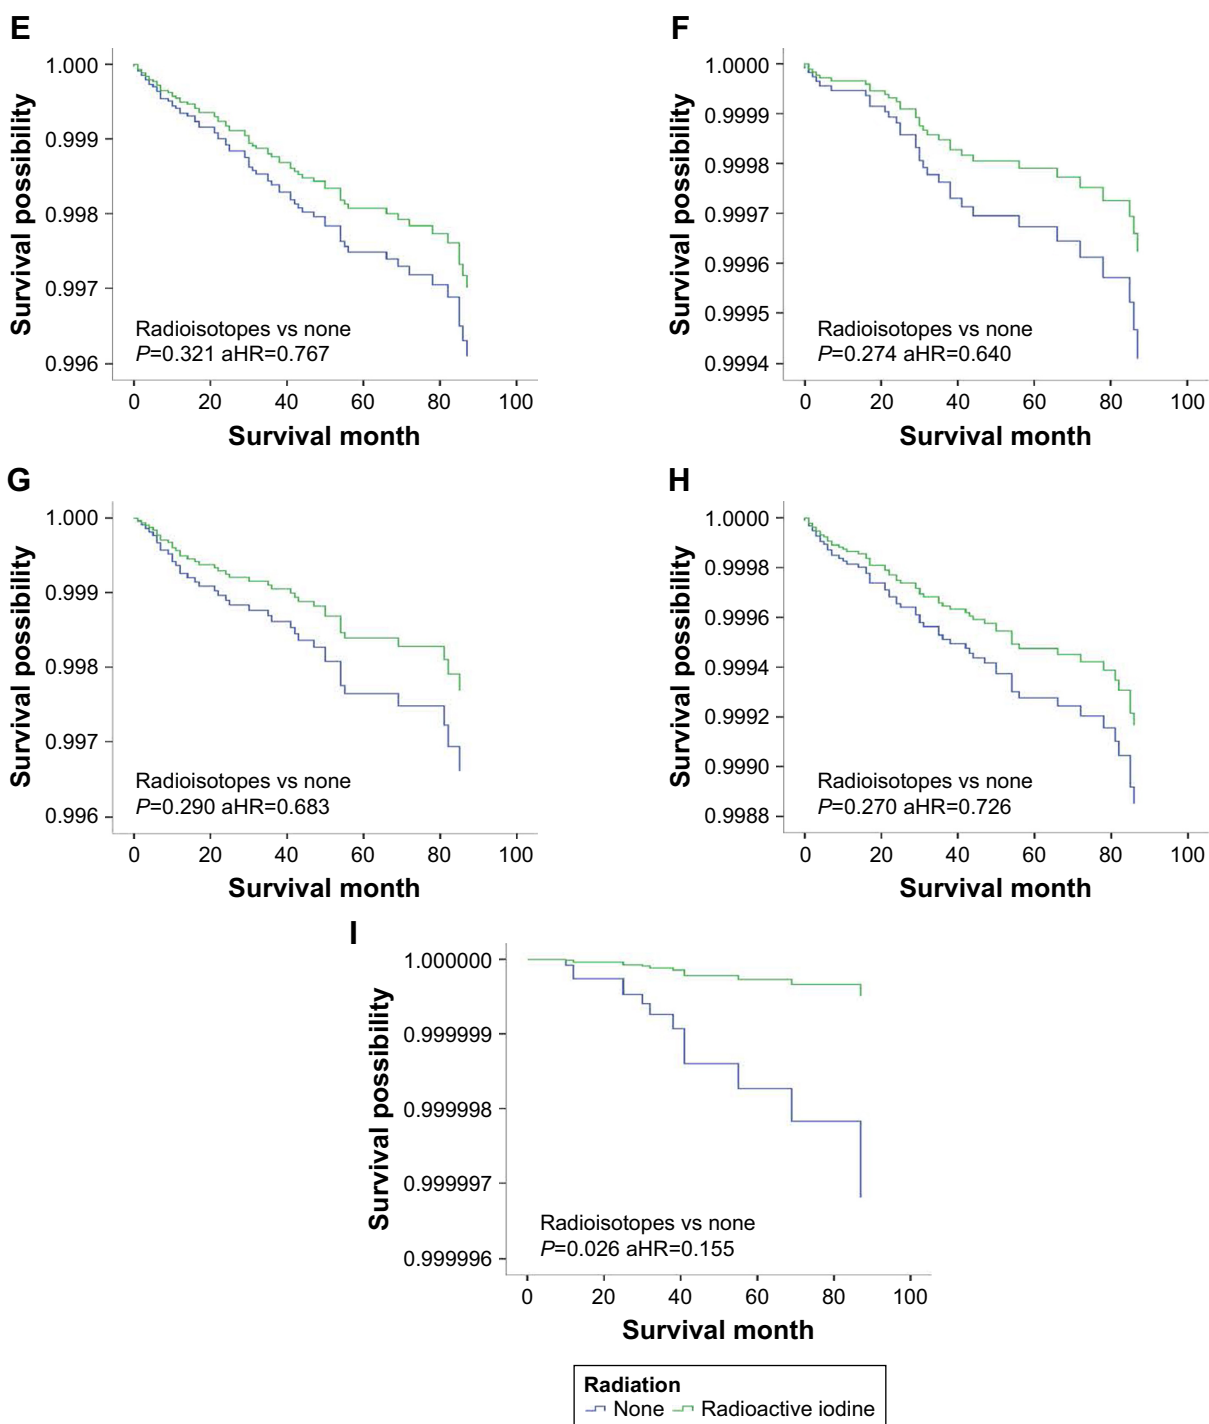 E
Survival possibility
1.000
0.999
0.998
0.997
0.996
Radioisotopes vs none
P=0.321 aHR=0.767
0 20 40 60 80 100
Survival month
F
Survival possibility
1.0000
0.9999
0.9998
0.9997
0.9996
0.9995
0.9994
Radioisotopes vs none
P=0.274 aHR=0.640
0 20 40 60 80 100
Survival month
G
Survival possibility
1.000
0.999
0.998
0.997
0.996
Radioisotopes vs none
P=0.290 aHR=0.683
0 20 40 60 80 100
Survival month
H
Survival possibility
1.0000
0.9998
0.9996
0.9994
0.9992
0.9990
0.9988
Radioisotopes vs none
P=0.270 aHR=0.726
0 20 40 60 80 100
Survival month
I
Survival possibility
1.000000
0.999999
0.999998
0.999997
0.999996
Radioisotopes vs none
P=0.026 aHR=0.155
0 20 40 60 80 100
Survival month
Radiation
None Radioactive iodine